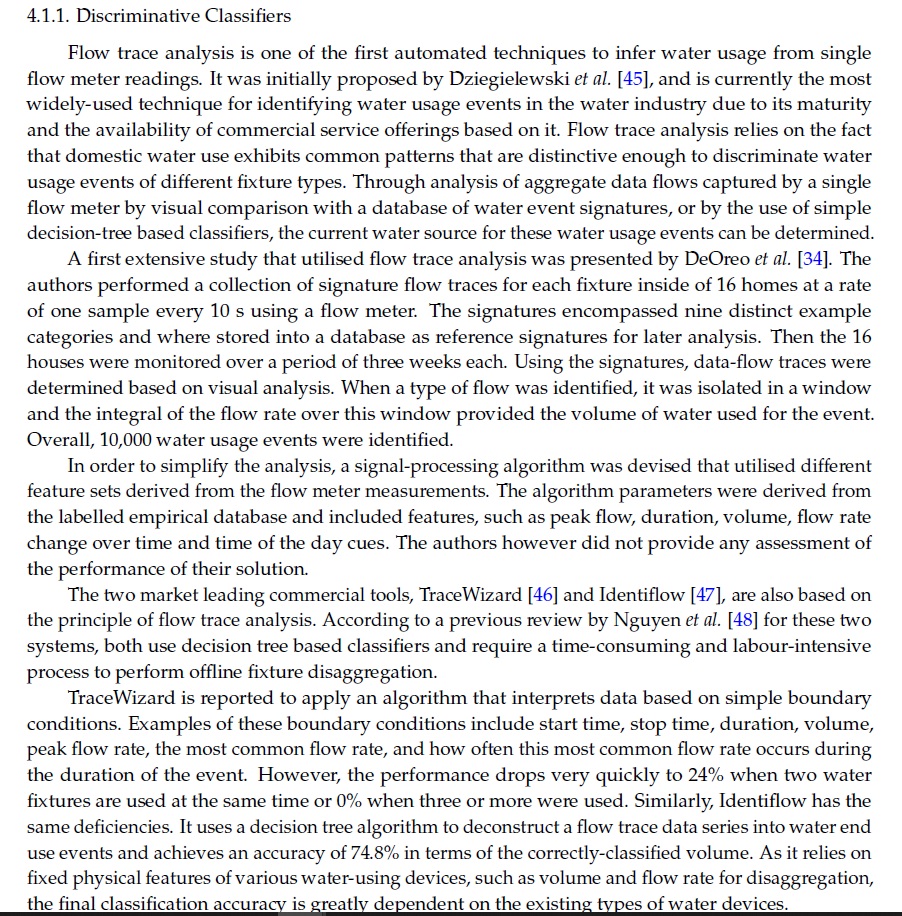 4.1.1. Discriminative Classifiers
Flow trace analysis is one of the first automated techniques to infer water usage from single
flow meter readings. It was initially proposed by Dziegielewski et al. [45], and is currently the most
widely-used technique for identifying water usage events in the water industry due to its maturity
and the availability of commercial service offerings based on it. Flow trace analysis relies on the fact
that domestic water use exhibits common patterns that are distinctive enough to discriminate water
usage events of different fixture types. Through analysis of aggregate data flows captured by a single
flow meter by visual comparison with a database of water event signatures, or by the use of simple
decision-tree based classifiers, the current water source for these water usage events can be determined.
A first extensive study that utilised flow trace analysis was presented by DeOreo et al. [34]. The
authors performed a collection of signature flow traces for each fixture inside of 16 homes at a rate
of one sample every 10 s using a flow meter. The signatures encompassed nine distinct example
categories and where stored into a database as reference signatures for later analysis. Then the 16
houses were monitored over a period of three weeks each. Using the signatures, data-flow traces were
determined based on visual analysis. When a type of flow was identified, it was isolated in a window
and the integral of the flow rate over this window provided the volume of water used for the event.
Overall, 10,000 water usage events were identified.
In order to simplify the analysis, a signal-processing algorithm was devised that utilised different
feature sets derived from the flow meter measurements. The algorithm parameters were derived from
the labelled empirical database and included features, such as peak flow, duration, volume, flow rate
change over time and time of the day cues. The authors however did not provide any assessment of
the performance of their solution.
The two market leading commercial tools, TraceWizard [46] and Identiflow [47], are also based on
the principle of flow trace analysis. According to a previous review by Nguyen et al. [48] for these two
systems, both use decision tree based classifiers and require a time-consuming and labour-intensive
process to perform offline fixture disaggregation.
TraceWizard is reported to apply an algorithm that interprets data based on simple boundary
conditions. Examples of these boundary conditions include start time, stop time, duration, volume,
peak flow rate, the most common flow rate, and how often this most common flow rate occurs during
the duration of the event. However, the performance drops very quickly to 24% when two water
fixtures are used at the same time or 0% when three or more were used. Similarly, Identiflow has the
same deficiencies. It uses a decision tree algorithm to deconstruct a flow trace data series into water end
use events and achieves an accuracy of 74.8% in terms of the correctly-classified volume. As it relies on
fixed physical features of various water-using devices, such as volume and flow rate for disaggregation,
the final classification accuracy is greatly dependent on the existing types of water devices.